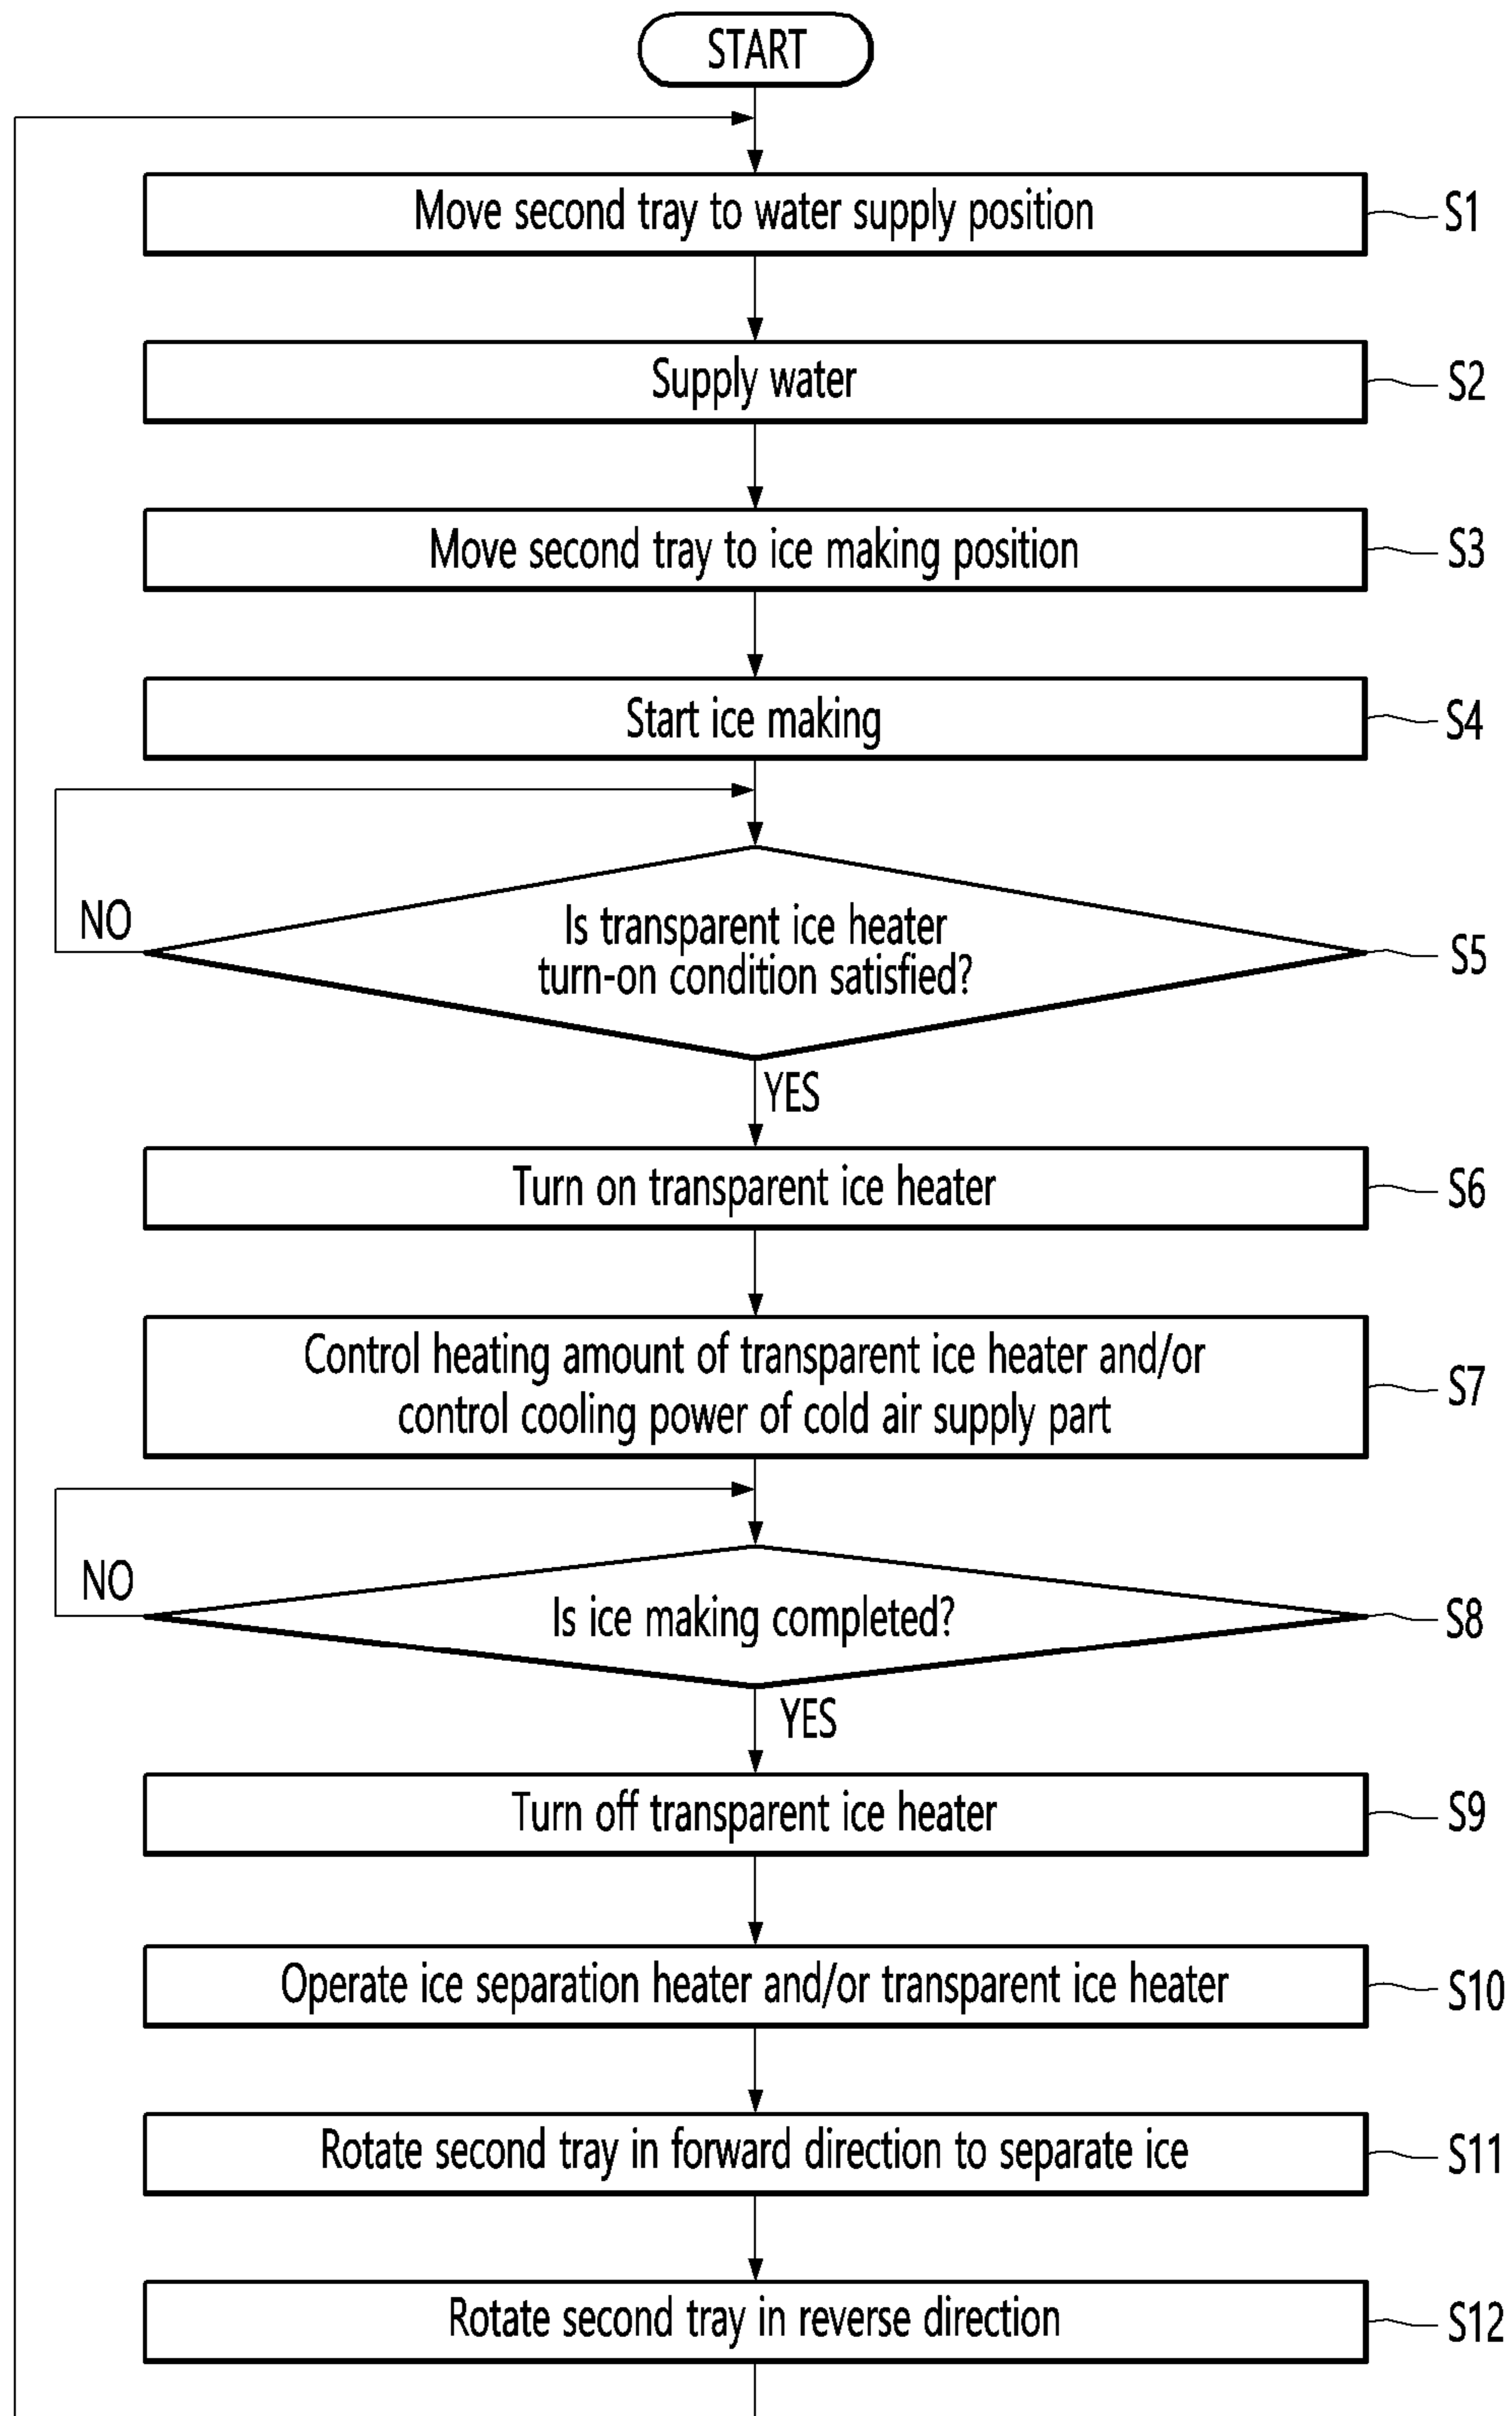 START
Move second tray to water supply position
S1
Supply water
S2
Move second tray to ice making position
S3
Start ice making
S4
NO
Is transparent ice heater
turn-on condition satisfied?
S5
YES
Turn on transparent ice heater
S6
Control heating amount of transparent ice heater and/or
control cooling power of cold air supply part
S7
NO
Is ice making completed?
S8
YES
Turn off transparent ice heater
S9
Operate ice separation heater and/or transparent ice heater
S10
Rotate second tray in forward direction to separate ice
S11
Rotate second tray in reverse direction
S12